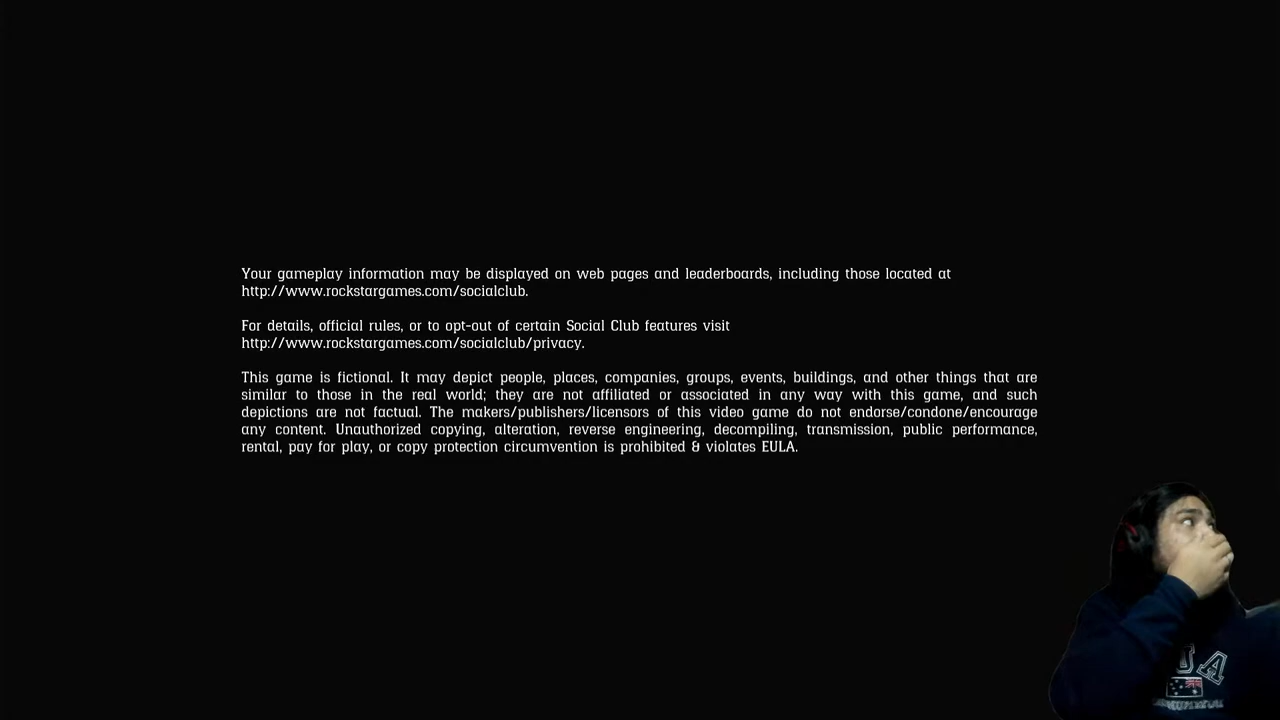 Your gameplay information may be displayed on web pages and leaderboards, including those located at
http://www.rockstargames.com/socialclub.
For details, official rules, or to opt-out of certain Social Club features visit
http://www.rockstargames.com/socialclub/privacy.
This game is fictional. It may depict people, places, companies, groups, events, buildings, and other things that are
similar to those in the real world; they are not affiliated or associated in any way with this game, and such
depictions are not factual. The makers/publishers/licensors of this video game do not endorse/condone/encourage
any content. Unauthorized copying, alteration, reverse engineering, decompiling, transmission, public performance,
rental, pay for play, or copy protection circumvention is prohibited & violates EULA.